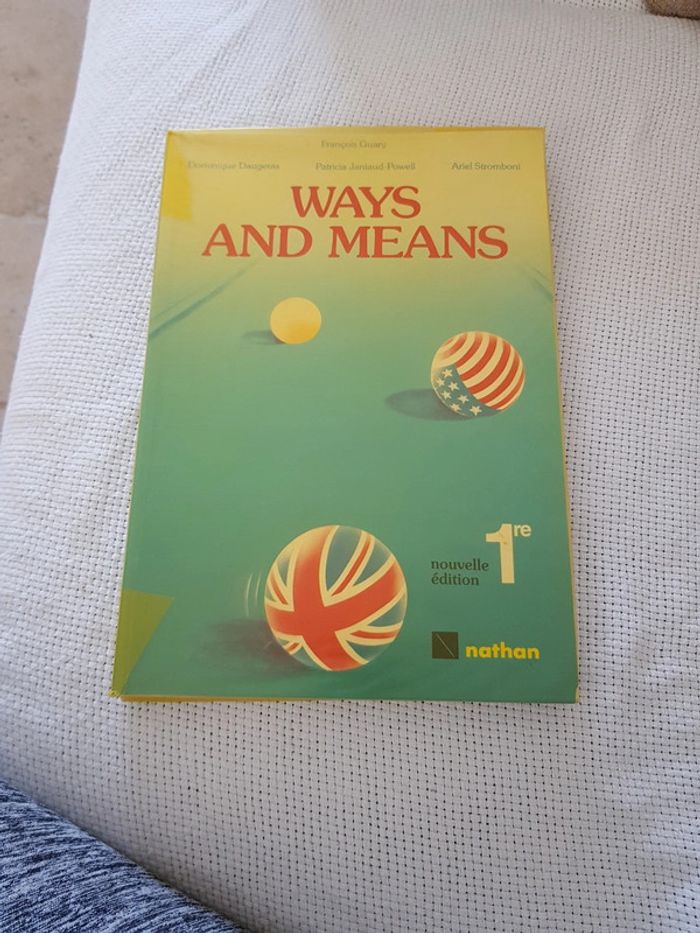 François Guary
Dominique Daugeras Patricia Janiaud-Powell Ariel Stromboni
WAYS
AND MEANS
1re
nouvelle
édition
nathan